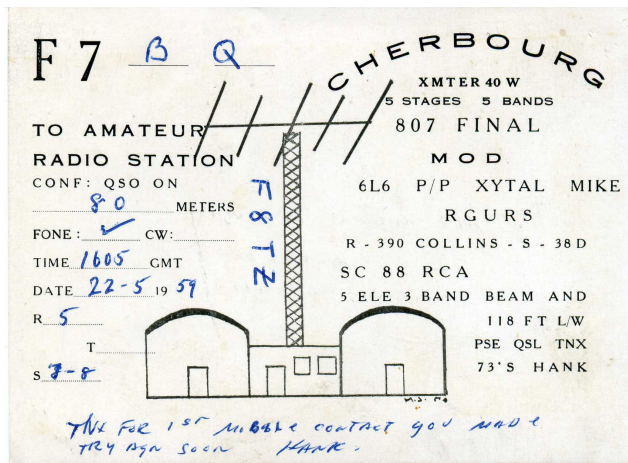 F7 B Q
CHERBOURG
XMTER 40 W
5 STAGES 5 BANDS
807 FINAL
TO AMATEUR
RADIO STATION
MOD
CONF: QSO ON
80 METERS
FONE: ✓ CW:
TIME 1605 GMT
DATE 22-5 1959
R 5
T
S 7-8
F8TZ
6L6 P/P XYTAL MIKE
RGURS
R - 390 COLLINS - S - 38D
SC 88 RCA
5 ELE 3 BAND BEAM AND
118 FT L/W
PSE QSL TNX
73'S HANK
TNX FOR 1ST MOBILE CONTACT YOU MADE
TRY AGN SOON HANK.